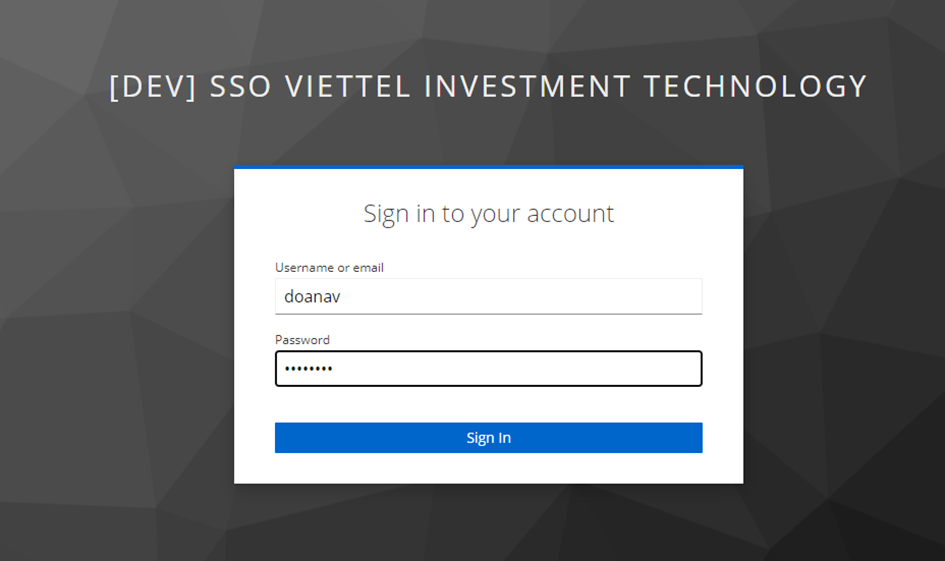 [DEV] SSO VIETTEL INVESTMENT TECHNOLOGY
Sign in to your account
Username or email
doanav
Password
••••••••
Sign In